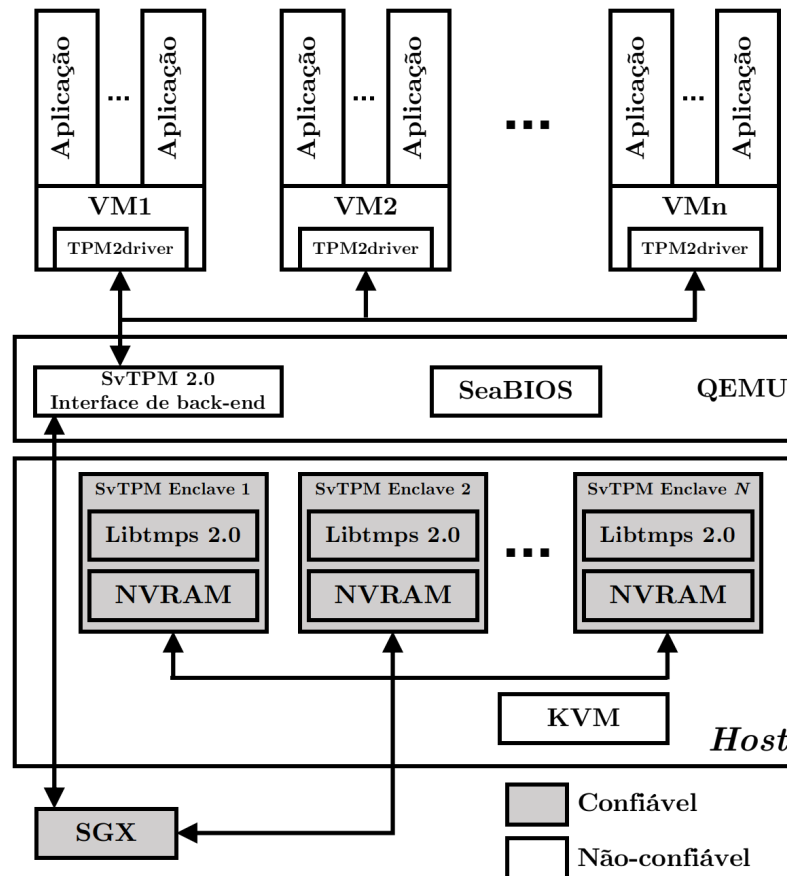 Aplicação
...
Aplicação
Aplicação
...
Aplicação
...
Aplicação
...
Aplicação
VM1
VM2
VMn
TPM2driver
TPM2driver
TPM2driver
SvTPM 2.0
Interface de back-end
SeaBIOS
QEMU
SvTPM Enclave 1
SvTPM Enclave 2
SvTPM Enclave N
Libtmps 2.0
Libtmps 2.0
...
Libtmps 2.0
NVRAM
NVRAM
NVRAM
KVM
Host
SGX
Confiável
Não-confiável